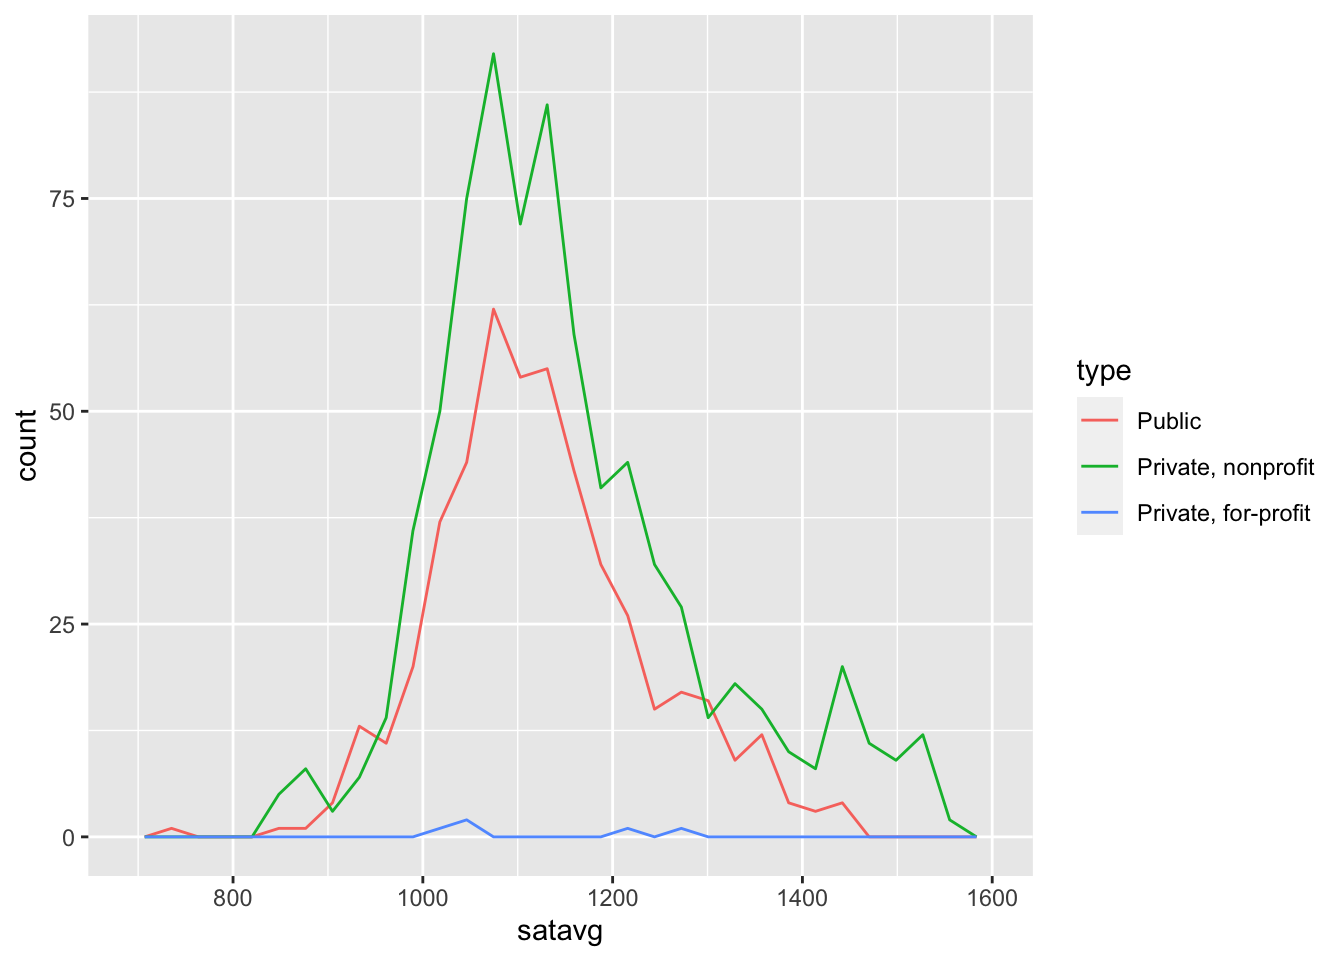 75
50
25
0
count
800 1000 1200 1400 1600
satavg
type
Public
Private, nonprofit
Private, for-profit